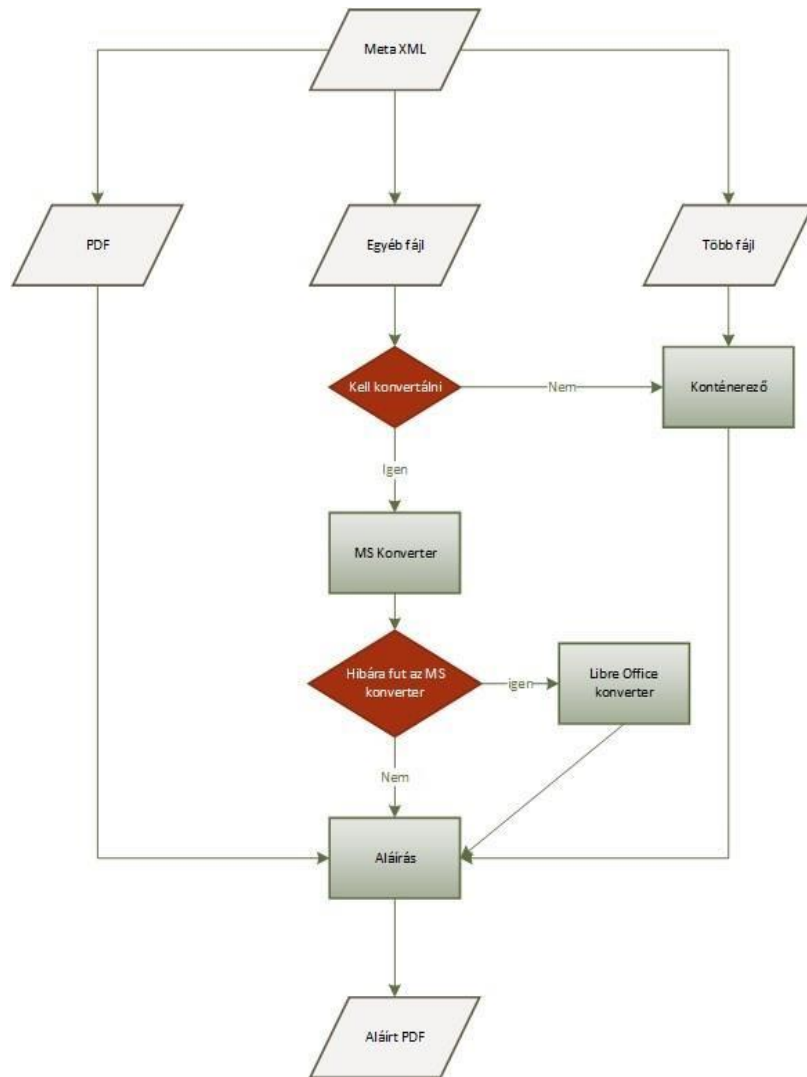 Meta XML
PDF
Egyéb fájl
Több fájl
Kell konvertálni
Nem
Konténerező
Igen
MS Konverter
Hibára fut az MS
konverter
igen
Libre Office
konverter
Nem
Aláírás
Aláírt PDF